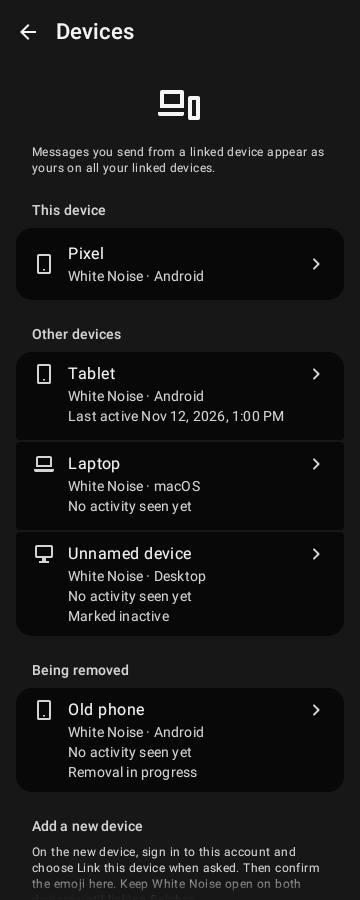 Devices
Messages you send from a linked device appear as
yours on all your linked devices.
This device
Pixel
White Noise · Android
Other devices
Tablet
White Noise · Android
Last active Nov 12, 2026, 1:00 PM
Laptop
White Noise · macOS
No activity seen yet
Unnamed device
White Noise · Desktop
No activity seen yet
Marked inactive
Being removed
Old phone
White Noise · Android
No activity seen yet
Removal in progress
Add a new device
On the new device, sign in to this account and
choose Link this device when asked. Then confirm
the emoji here. Keep White Noise open on both